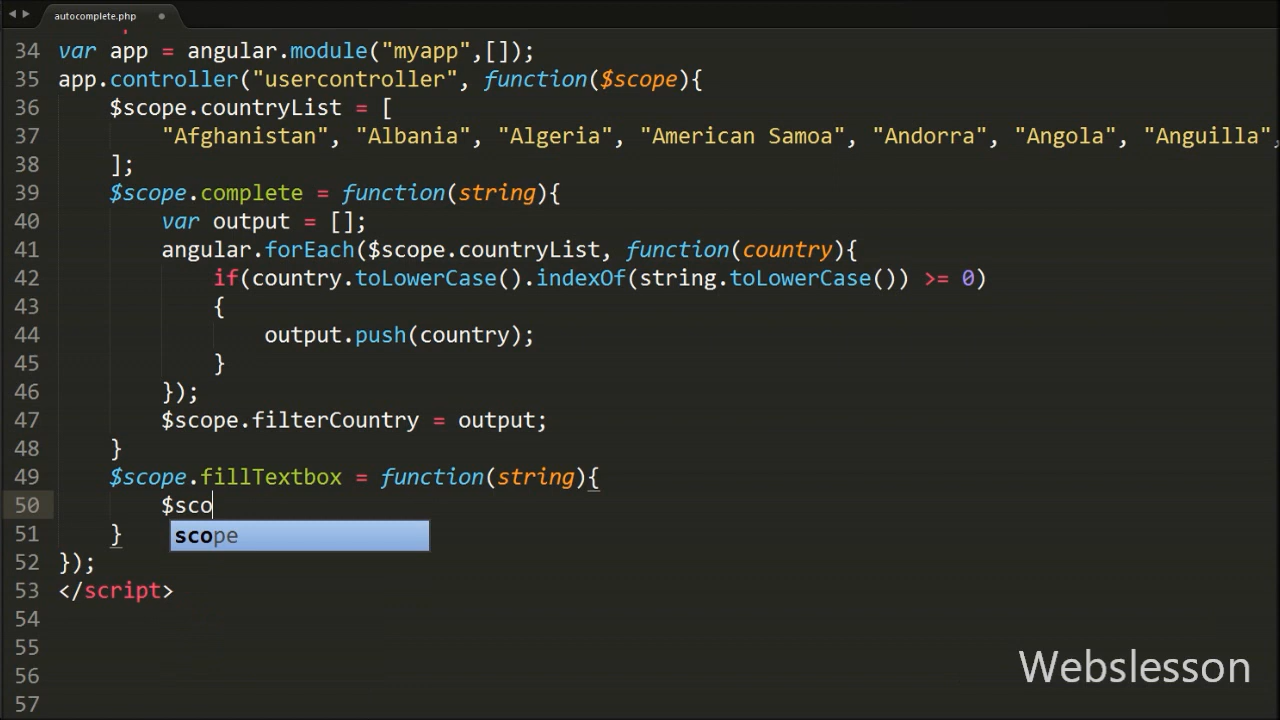 autocomplete.php
34 var app = angular.module("myapp",[]);
35 app.controller("usercontroller", function($scope){
36 $scope.countryList = [
37 "Afghanistan", "Albania", "Algeria", "American Samoa", "Andorra", "Angola", "Anguilla",
38 ];
39 $scope.complete = function(string){
40 var output = [];
41 angular.forEach($scope.countryList, function(country){
42 if(country.toLowerCase().indexOf(string.toLowerCase()) >= 0)
43 {
44 output.push(country);
45 }
46 });
47 $scope.filterCountry = output;
48 }
49 $scope.fillTextbox = function(string){
50 $sco
scope
51 }
52 });
53 </script>
54
55
56
Webslesson
57